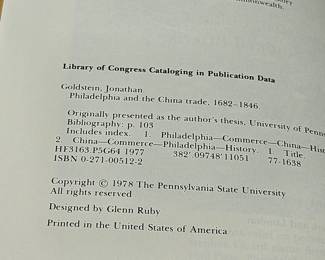 monwealth.
Library of Congress Cataloging in Publication Data
Goldstein, Jonathan.
Philadelphia and the China trade, 1682-1846.
Originally presented as the author's thesis, University of Penn
Bibliography: p. 103
Includes index. 1. Philadelphia—Commerce—China—Hist
2. China—Commerce—Philadelphia—History. I. Title.
HF3163.P5G64 1977 382'.09748'11051 77-1638
ISBN 0-271-00512-2
Copyright © 1978 The Pennsylvania State University
All rights reserved
Designed by Glenn Ruby
Printed in the United States of America